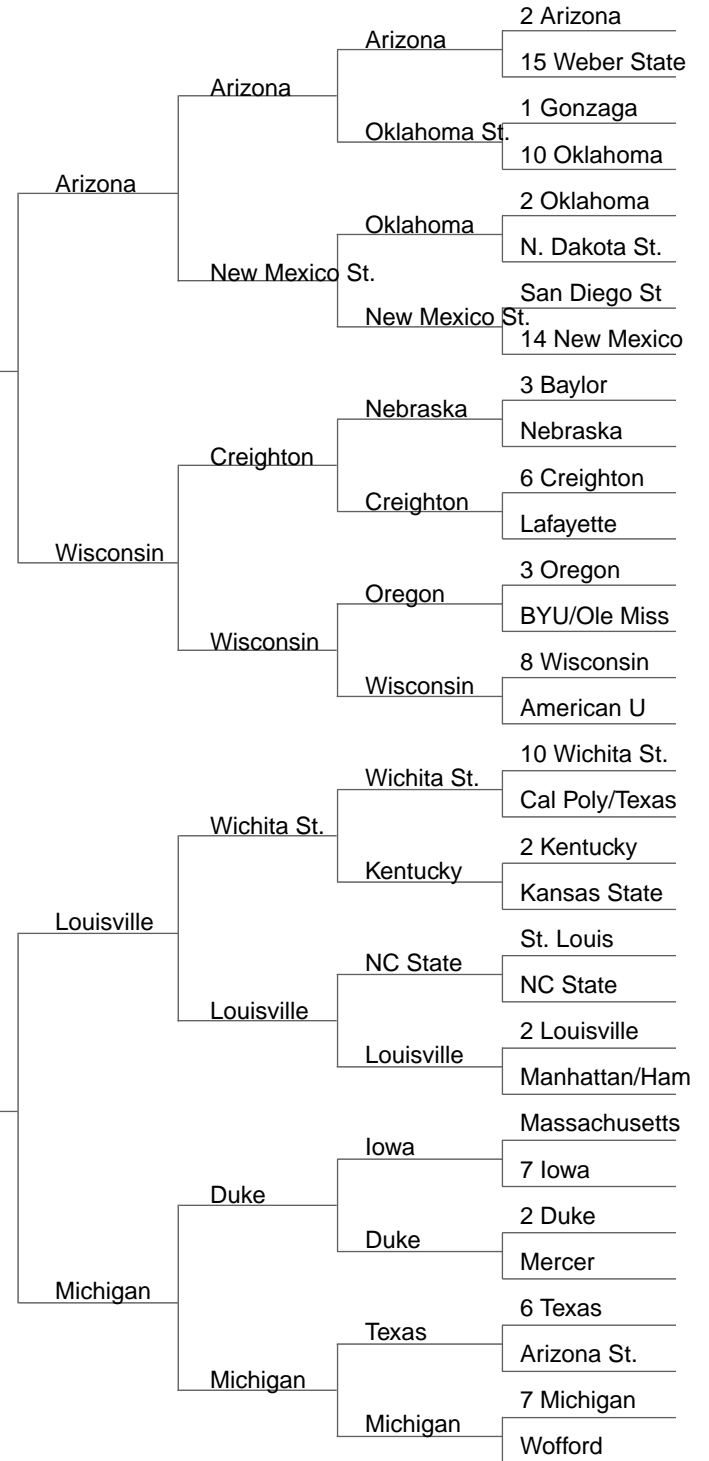 2 Arizona
Arizona
15 Weber State
Arizona
1 Gonzaga
Oklahoma St.
10 Oklahoma
Arizona
2 Oklahoma
Oklahoma
N. Dakota St.
New Mexico St.
San Diego St
New Mexico St.
14 New Mexico
3 Baylor
Nebraska
Nebraska
Creighton
6 Creighton
Creighton
Lafayette
Wisconsin
3 Oregon
Oregon
BYU/Ole Miss
Wisconsin
8 Wisconsin
Wisconsin
American U
10 Wichita St.
Wichita St.
Cal Poly/Texas
Wichita St.
2 Kentucky
Kentucky
Kansas State
Louisville
St. Louis
NC State
NC State
Louisville
2 Louisville
Louisville
Manhattan/Ham
Massachusetts
Iowa
7 Iowa
Duke
2 Duke
Duke
Mercer
Michigan
6 Texas
Texas
Arizona St.
Michigan
7 Michigan
Michigan
Wofford